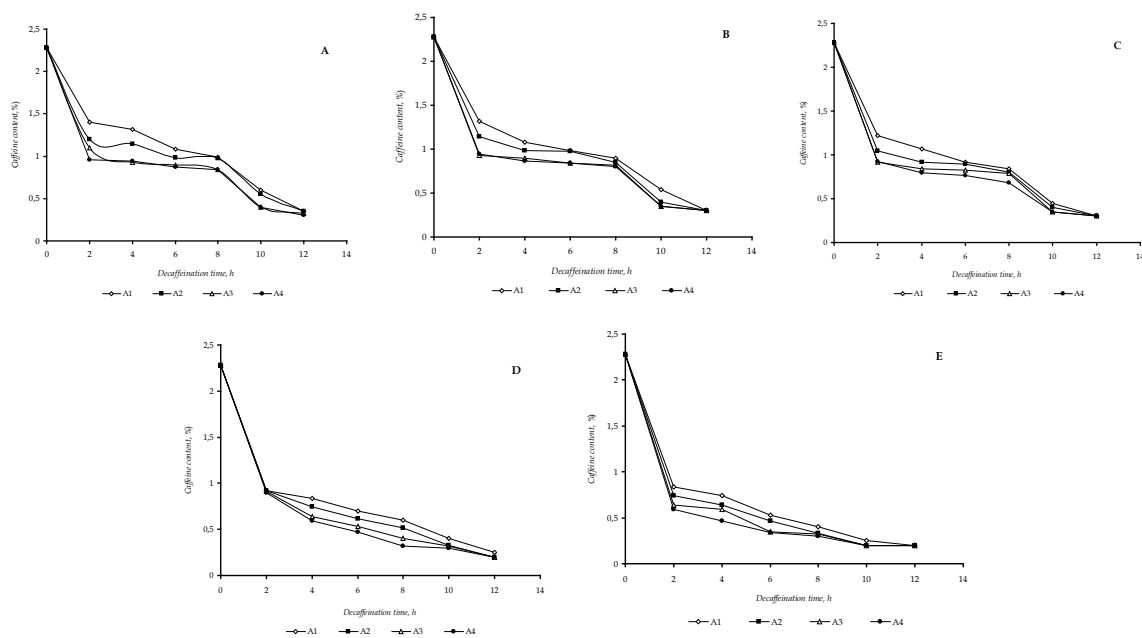 A
2,5
2
1,5
1
0,5
0
Caffeine content,%)
0 2 4 6 8 10 12 14
Decaffeination time, h
A1 A2 A3 A4
B
2,5
2
1,5
1
0,5
0
Caffeine content, %)
0 2 4 6 8 10 12 14
Decaffeination time, h
A1 A2 A3 A4
C
2,5
2
1,5
1
0,5
0
Caffeine content, %)
0 2 4 6 8 10 12 14
Decaffeination time, h
A1 A2 A3 A4
D
2,5
2
1,5
1
0,5
0
Caffeine content, %)
0 2 4 6 8 10 12 14
Decaffeination time, h
A1 A2 A3 A4
E
2,5
2
1,5
1
0,5
0
Caffeine content, %)
0 2 4 6 8 10 12 14
Decaffeination time, h
A1 A2 A3 A4